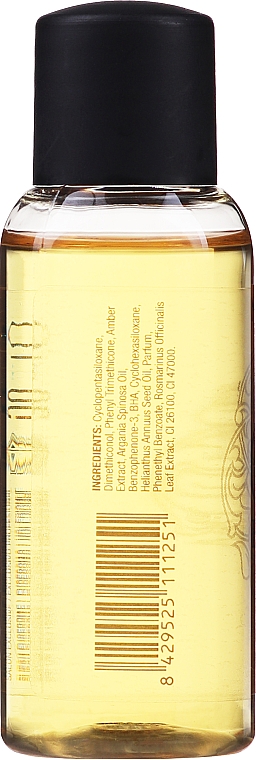 INGREDIENTS: Cyclopentasiloxane,
Dimethiconol, Phenyl Trimethicone, Amber
Extract, Argania Spinosa Oil,
Benzophenone-3, BHA, Cyclohexasiloxane,
Helianthus Annuus Seed Oil, Parfum,
Phenethyl Benzoate, Rosmarinus Officinalis
Leaf Extract, CI 26100, CI 47000.
8 429525 111251